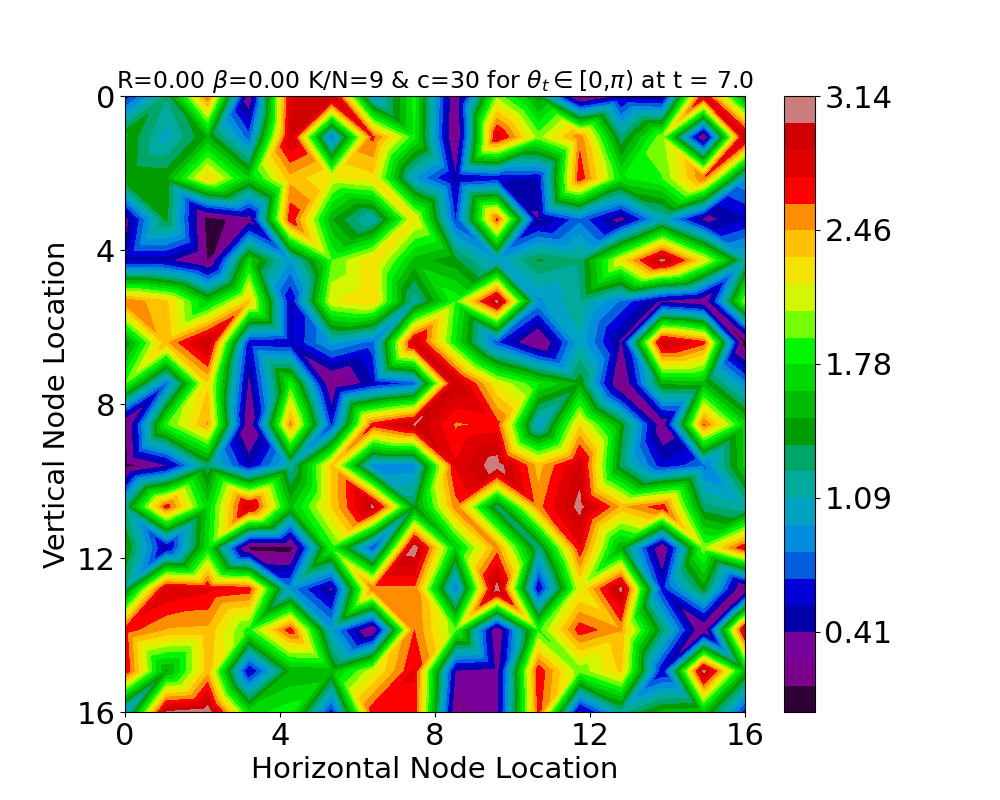 R=0.00 β=0.00 K/N=9 & c=30 for θₜ∈[0,π) at t = 7.0
0
4
8
12
16
Vertical Node Location
0 4 8 12 16
Horizontal Node Location
3.14
2.46
1.78
1.09
0.41